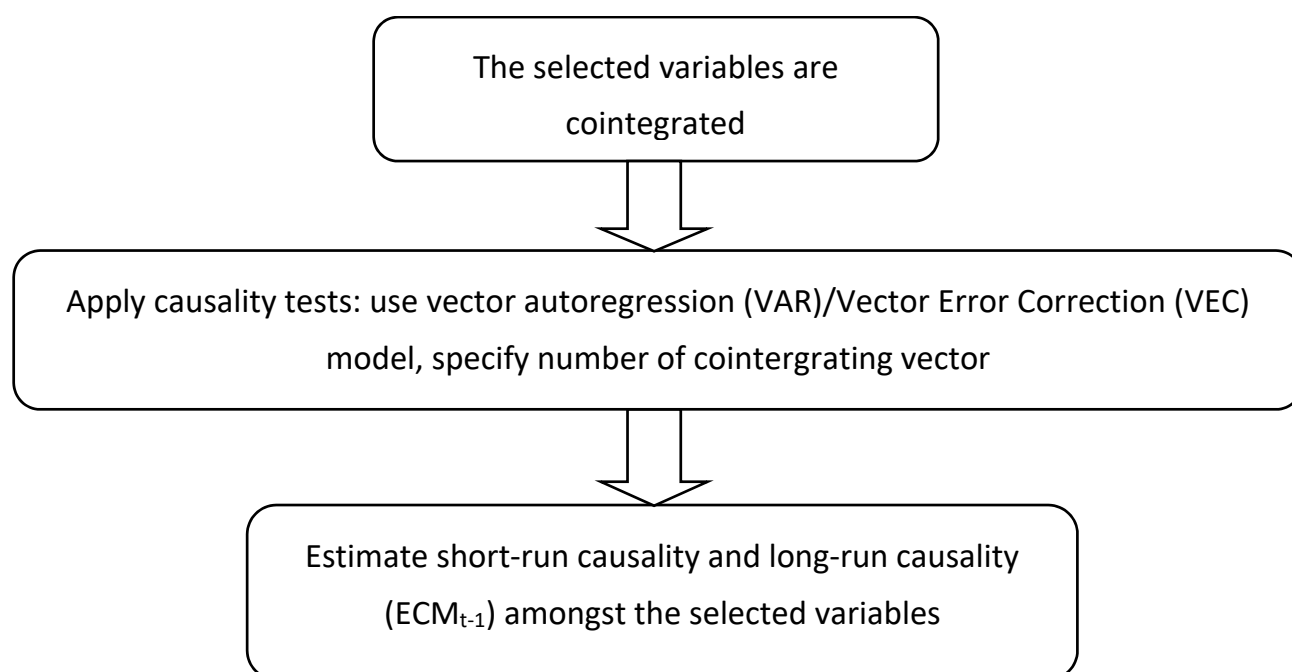 The selected variables are
cointegrated
Apply causality tests: use vector autoregression (VAR)/Vector Error Correction (VEC)
model, specify number of cointergrating vector
Estimate short-run causality and long-run causality
(ECMt-1) amongst the selected variables